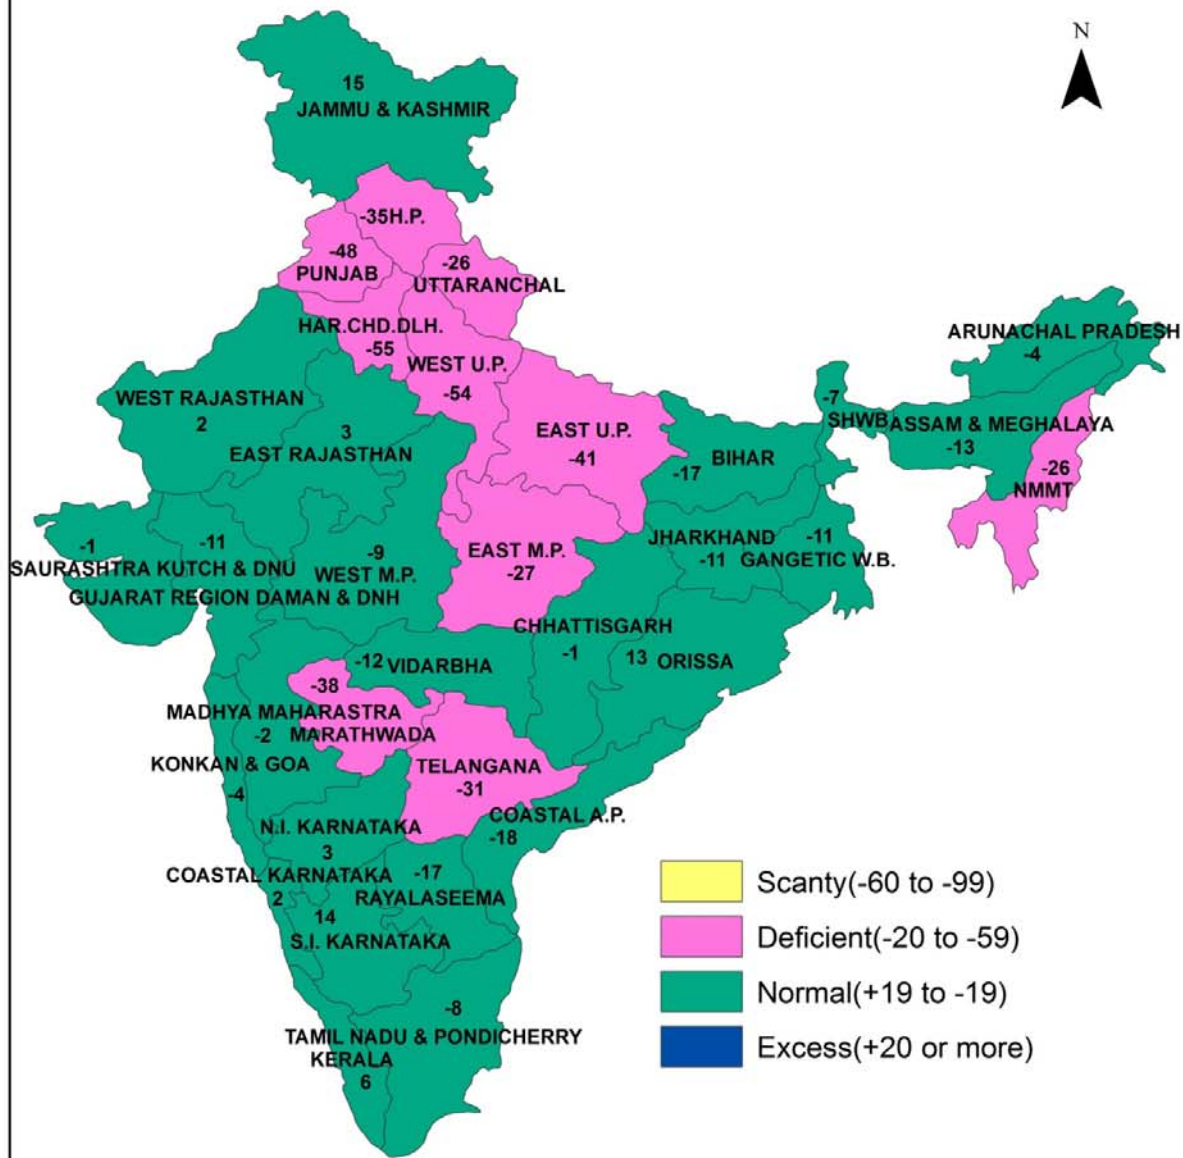 N
15
JAMMU & KASHMIR
-35H.P.
-48
PUNJAB
-26
UTTARANCHAL
HAR.CHD.DLH.
-55
WEST U.P.
-54
ARUNACHAL PRADESH
-4
WEST RAJASTHAN
2
3
EAST RAJASTHAN
EAST U.P.
-41
BIHAR
-17
-7
SHWB
ASSAM & MEGHALAYA
-13
-26
NMMT
-1
SAURASHTRA KUTCH & DNU
-11
GUJARAT REGION DAMAN & DNH
-9
WEST M.P.
EAST M.P.
-27
JHARKHAND
-11
-11
GANGETIC W.B.
CHHATTISGARH
-1
13 ORISSA
-12 VIDARBHA
-38
MADHYA MAHARASTRA
-2
MARATHWADA
KONKAN & GOA
-4
TELANGANA
-31
COASTAL A.P.
-18
N.I. KARNATAKA
3
COASTAL KARNATAKA
2
-17
RAYALASEEMA
14
S.I. KARNATAKA
-8
TAMIL NADU & PONDICHERRY
KERALA
6
Scanty(-60 to -99)
Deficient(-20 to -59)
Normal(+19 to -19)
Excess(+20 or more)